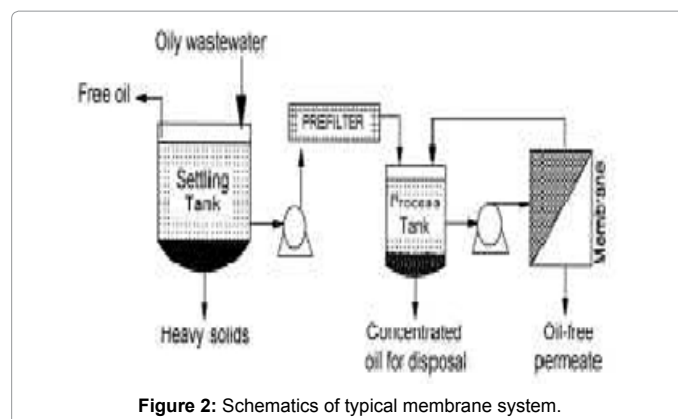 Oily wastewater
Free oil
PREFILTER
Settling
Tank
Process
Tank
Membrane
Heavy solids
Concentrated
oil for disposal
Oil-free
permeate
Figure 2: Schematics of typical membrane system.